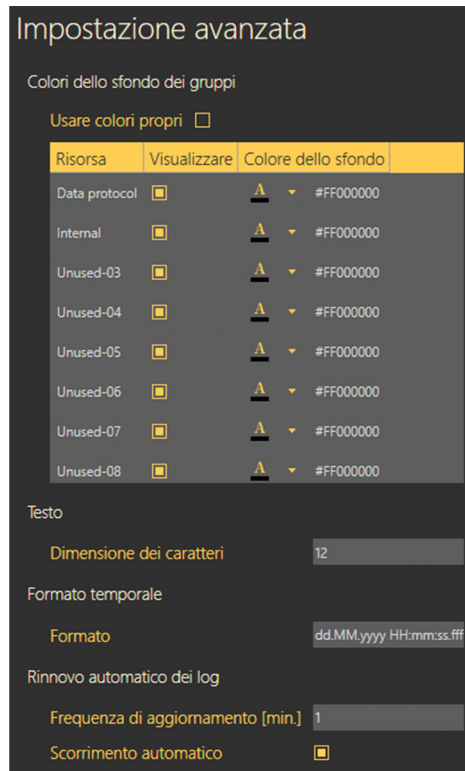 Impostazione avanzata
Colori dello sfondo dei gruppi
Usare colori propri
Risorsa Visualizzare Colore dello sfondo
Data protocol A #FF000000
Internal A #FF000000
Unused-03 A #FF000000
Unused-04 A #FF000000
Unused-05 A #FF000000
Unused-06 A #FF000000
Unused-07 A #FF000000
Unused-08 A #FF000000
Testo
Dimensione dei caratteri 12
Formato temporale
Formato dd.MM.yyyy HH:mm:ss.fff
Rinnovo automatico dei log
Frequenza di aggiornamento [min.] 1
Scorrimento automatico